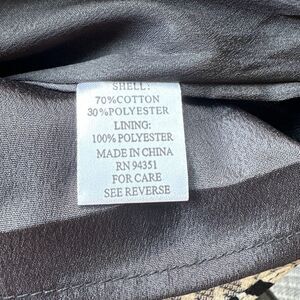 SHELL:
70%COTTON
30%POLYESTER
LINING:
100%POLYESTER
MADE IN CHINA
RN 94351
FOR CARE
SEE REVERSE